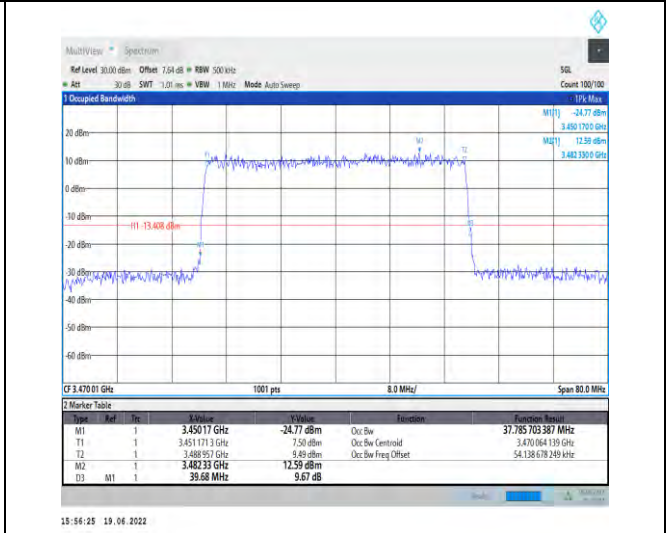 MultiView Spectrum
Ref Level 30.00 dBm Offset 7.64 dB RBW 500 kHz SGL
Att 30 dB SWT 1.01 ms VBW 1 MHz Mode Auto Sweep Count 100/100
1 Occupied Bandwidth 1Pk Max
M1[1] -24.77 dBm
3.450 1700 GHz
M2[1] 12.59 dBm
3.482 3300 GHz
20 dBm
M2
T1
T2
10 dBm
0 dBm
-10 dBm
H1 -13.408 dBm
-20 dBm
-30 dBm
-40 dBm
-50 dBm
-60 dBm
CF 3.470 01 GHz 1001 pts 8.0 MHz/ Span 80.0 MHz
2 Marker Table
Type Ref Trc X-Value Y-Value Function Function Result
M1 1 3.45017 GHz -24.77 dBm Occ Bw 37.785 703 387 MHz
T1 1 3.451 171 3 GHz 7.50 dBm Occ Bw Centroid 3.470 064 139 GHz
T2 1 3.488 957 GHz 9.49 dBm Occ Bw Freq Offset 54.138 678 249 kHz
M2 1 3.48233 GHz 12.59 dBm
D3 M1 1 39.68 MHz 9.67 dB
15:56:25 19.06.2022